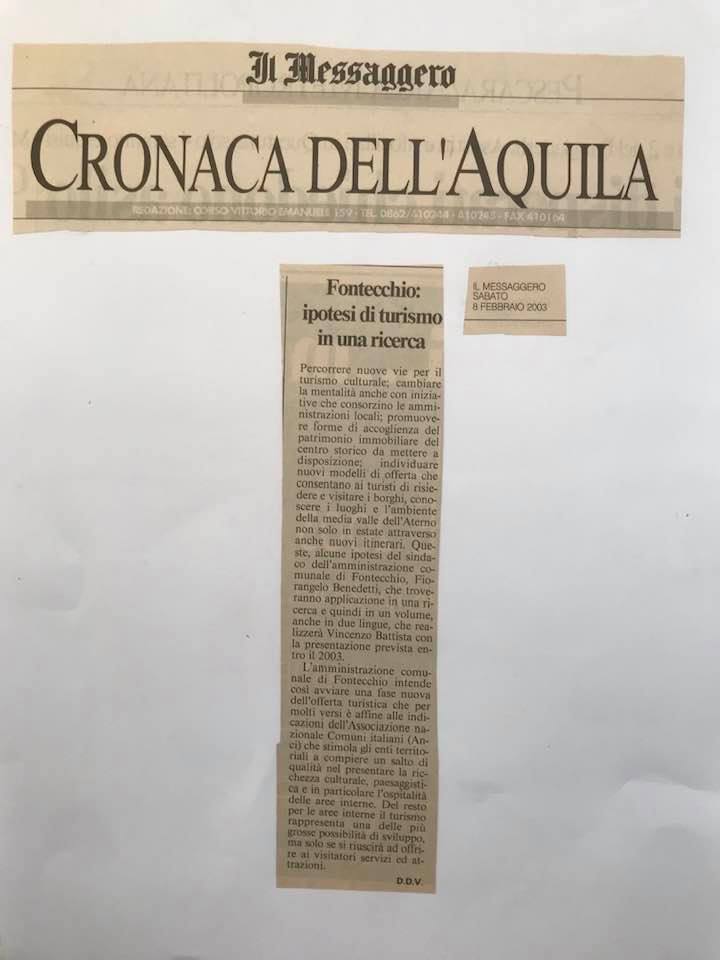 Il Messaggero
CRONACA DELL'AQUILA
REDAZIONE: CORSO VITTORIO EMANUELE 159 - TEL. 0862/410244 - 410245 - FAX 410164
Fontecchio:
ipotesi di turismo
in una ricerca
IL MESSAGGERO
SABATO
8 FEBBRAIO 2003
Percorrere nuove vie per il
turismo culturale; cambiare
la mentalità anche con inizia-
tive che consorzino le ammi-
nistrazioni locali; promuove-
re forme di accoglienza del
patrimonio immobiliare del
centro storico da mettere a
disposizione; individuare
nuovi modelli di offerta che
consentano ai turisti di risie-
dere e visitare i borghi, cono-
scere i luoghi e l'ambiente
della media valle dell'Aterno
non solo in estate attraverso
anche nuovi itinerari. Que-
ste, alcune ipotesi del sinda-
co dell'amministrazione co-
munale di Fontecchio, Fio-
rangelo Benedetti, che trove-
ranno applicazione in una ri-
cerca e quindi in un volume,
anche in due lingue, che rea-
lizzerà Vincenzo Battista con
la presentazione prevista en-
tro il 2003.
L'amministrazione comu-
nale di Fontecchio intende
così avviare una fase nuova
dell'offerta turistica che per
molti versi è affine alle indi-
cazioni dell'Associazione na-
zionale Comuni italiani (An-
ci) che stimola gli enti territo-
riali a compiere un salto di
qualità nel presentare la ric-
chezza culturale, paesaggisti-
ca e in particolare l'ospitalità
delle aree interne. Del resto
per le aree interne il turismo
rappresenta una delle più
grosse possibilità di sviluppo,
ma solo se si riuscirà ad offri-
re ai visitatori servizi ed at-
trazioni.
D.D.V.